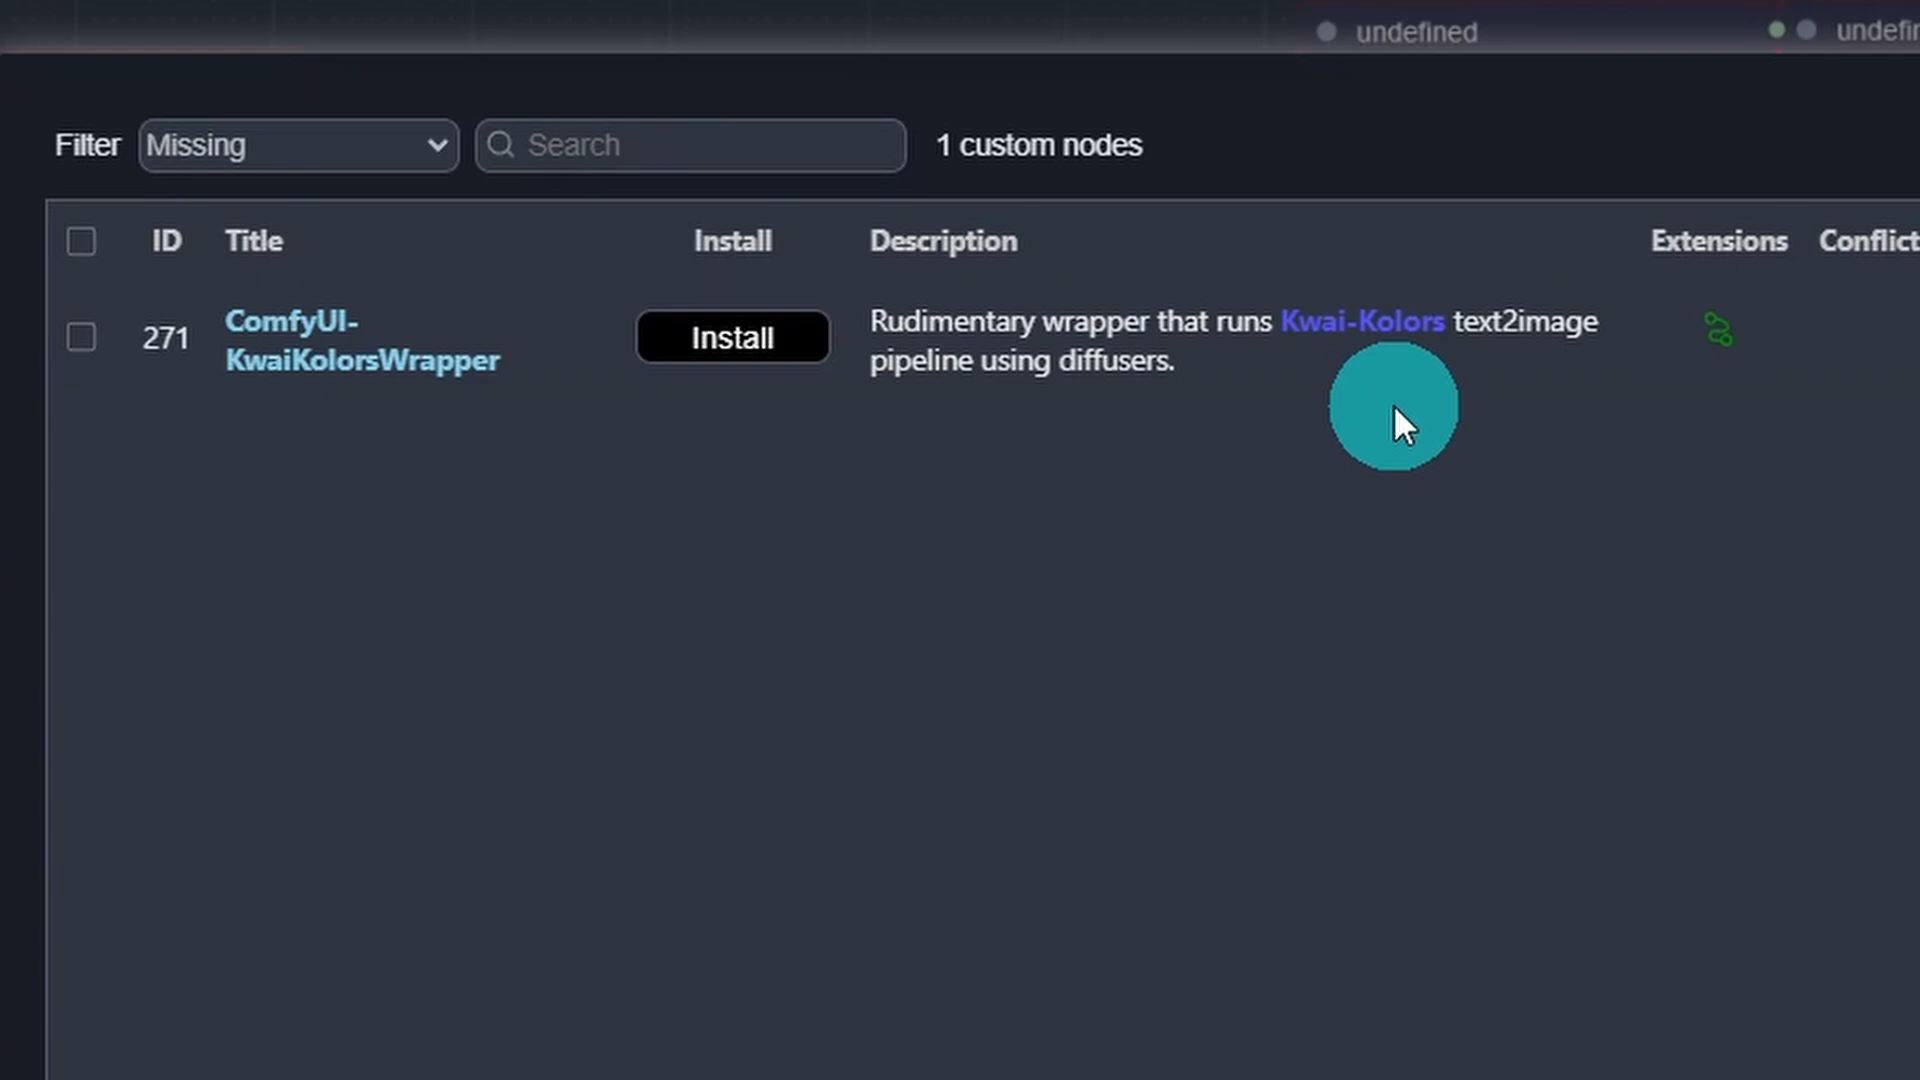 undefined
undefin
Filter Missing Search 1 custom nodes
ID Title Install Description Extensions Conflict
271 ComfyUI-KwaiKolorsWrapper Install Rudimentary wrapper that runs Kwai-Kolors text2image
pipeline using diffusers.